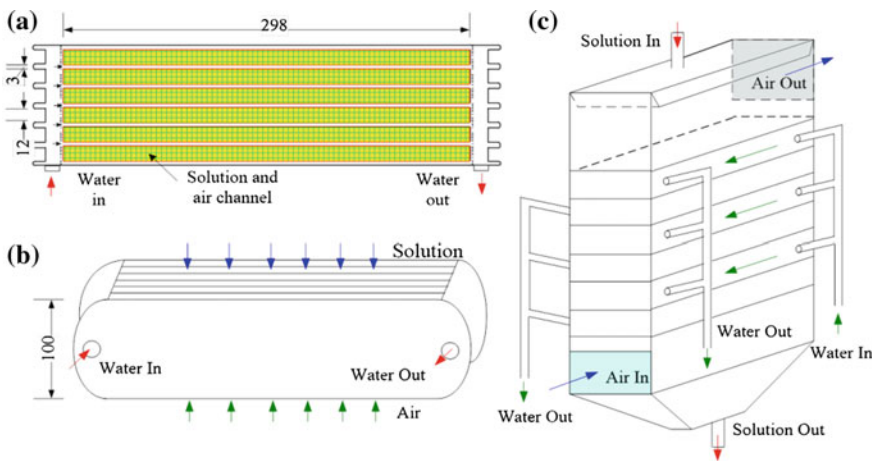 (a)
298
3
12
Water
in
Solution and
air channel
Water
out
(b)
Solution
100
Water In
Water Out
Air
(c)
Solution In
Air Out
Water Out
Water In
Air In
Water Out
Solution Out